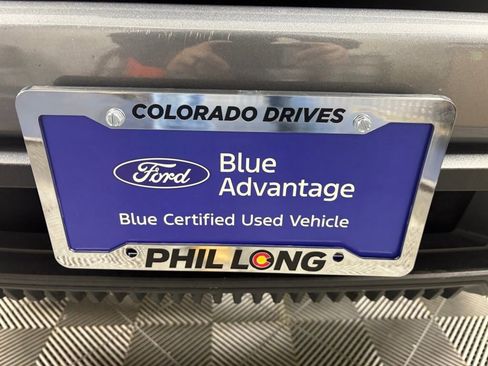 COLORADO DRIVES
Ford
Blue
Advantage
Blue Certified Used Vehicle
PHIL LONG